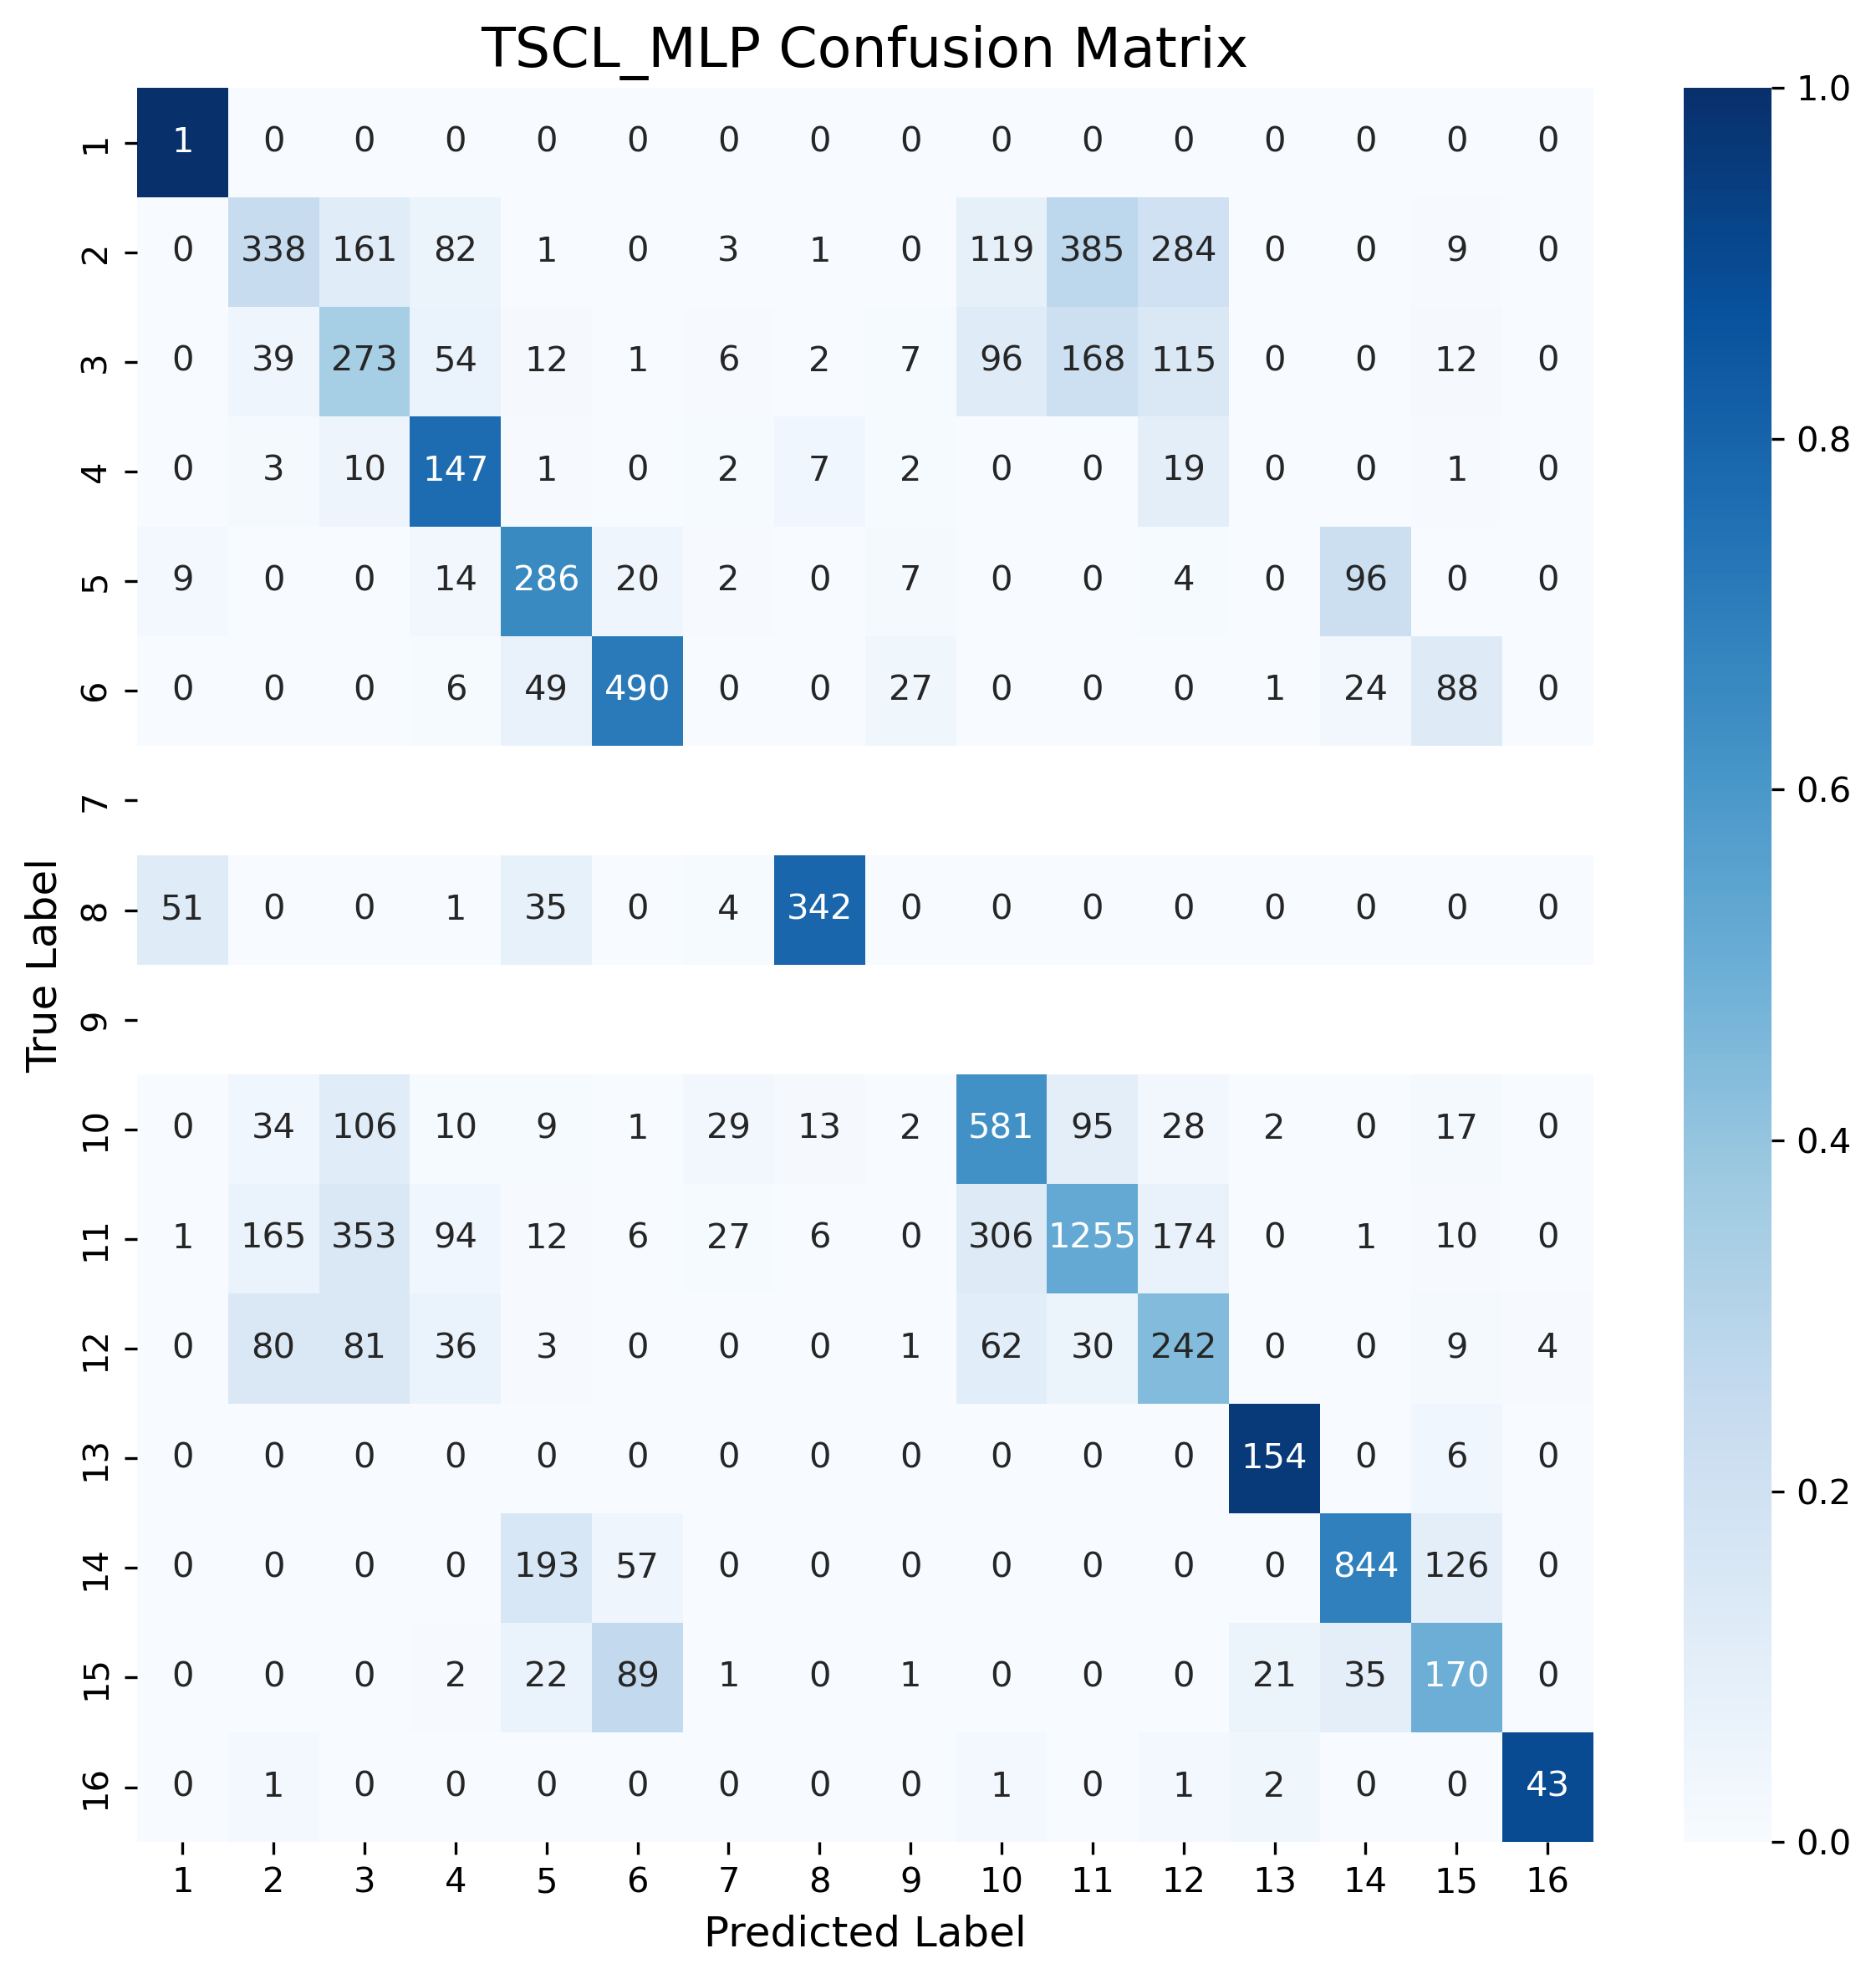 TSCL_MLP Confusion Matrix
1 1 0 0 0 0 0 0 0 0 0 0 0 0 0 0 0
2 0 338 161 82 1 0 3 1 0 119 385 284 0 0 9 0
3 0 39 273 54 12 1 6 2 7 96 168 115 0 0 12 0
4 0 3 10 147 1 0 2 7 2 0 0 19 0 0 1 0
5 9 0 0 14 286 20 2 0 7 0 0 4 0 96 0 0
6 0 0 0 6 49 490 0 0 27 0 0 0 1 24 88 0
7
8 51 0 0 1 35 0 4 342 0 0 0 0 0 0 0 0
9
10 0 34 106 10 9 1 29 13 2 581 95 28 2 0 17 0
11 1 165 353 94 12 6 27 6 0 306 1255 174 0 1 10 0
12 0 80 81 36 3 0 0 0 1 62 30 242 0 0 9 4
13 0 0 0 0 0 0 0 0 0 0 0 0 154 0 6 0
14 0 0 0 0 193 57 0 0 0 0 0 0 0 844 126 0
15 0 0 0 2 22 89 1 0 1 0 0 0 21 35 170 0
16 0 1 0 0 0 0 0 0 0 1 0 1 2 0 0 43
1 2 3 4 5 6 7 8 9 10 11 12 13 14 15 16
Predicted Label
True Label
1.0
0.8
0.6
0.4
0.2
0.0